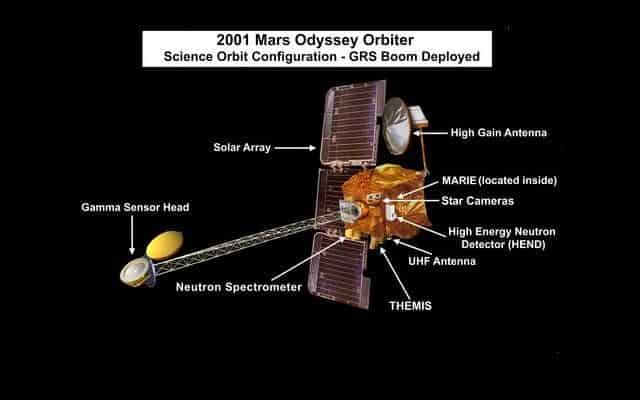 2001 Mars Odyssey Orbiter
Science Orbit Configuration - GRS Boom Deployed
High Gain Antenna
Solar Array
MARIE (located inside)
Star Cameras
Gamma Sensor Head
High Energy Neutron
Detector (HEND)
UHF Antenna
Neutron Spectrometer
THEMIS